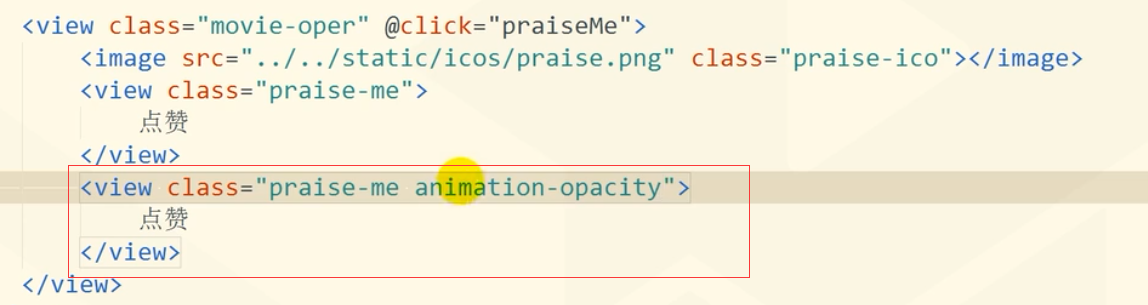 <view class="movie-oper" @click="praiseMe">
<image src="../../static/icos/praise.png" class="praise-ico"></image>
<view class="praise-me">
点赞
</view>
<view class="praise-me animation-opacity">
点赞
</view>
</view>